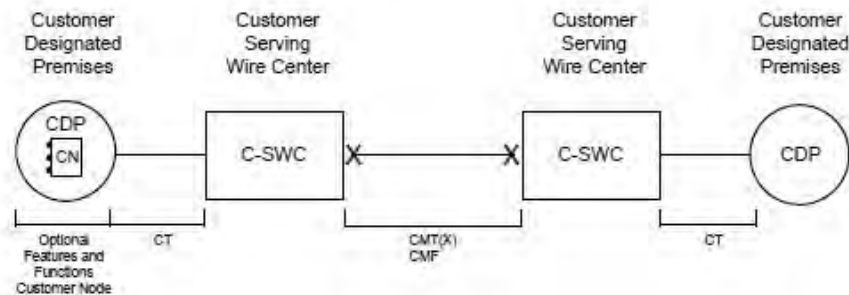 Customer
Designated
Premises
Customer
Serving
Wire Center
Customer
Serving
Wire Center
Customer
Designated
Premises
CDP
CN
C-SWC
X
X
C-SWC
CDP
Optional
Features and
Functions
Customer Node
CT
CMT(X)
CMF
CT